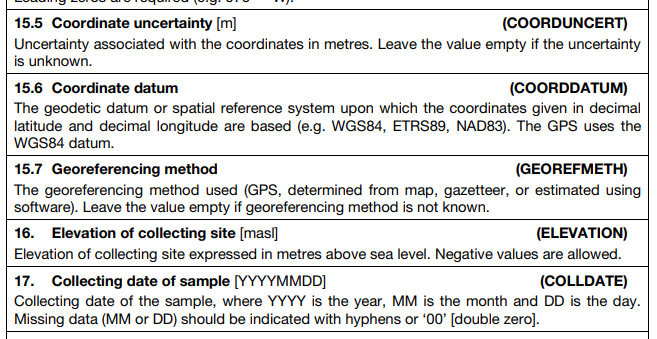 Leading zeros are required (e.g.
15.5 Coordinate uncertainty [m] (COORDUNCERT)
Uncertainty associated with the coordinates in metres. Leave the value empty if the uncertainty
is unknown.
15.6 Coordinate datum (COORDDATUM)
The geodetic datum or spatial reference system upon which the coordinates given in decimal
latitude and decimal longitude are based (e.g. WGS84, ETRS89, NAD83). The GPS uses the
WGS84 datum.
15.7 Georeferencing method (GEOREFMETH)
The georeferencing method used (GPS, determined from map, gazetteer, or estimated using
software). Leave the value empty if georeferencing method is not known.
16. Elevation of collecting site [masl] (ELEVATION)
Elevation of collecting site expressed in metres above sea level. Negative values are allowed.
17. Collecting date of sample [YYYYMMDD] (COLLDATE)
Collecting date of the sample, where YYYY is the year, MM is the month and DD is the day.
Missing data (MM or DD) should be indicated with hyphens or ‘00’ [double zero].